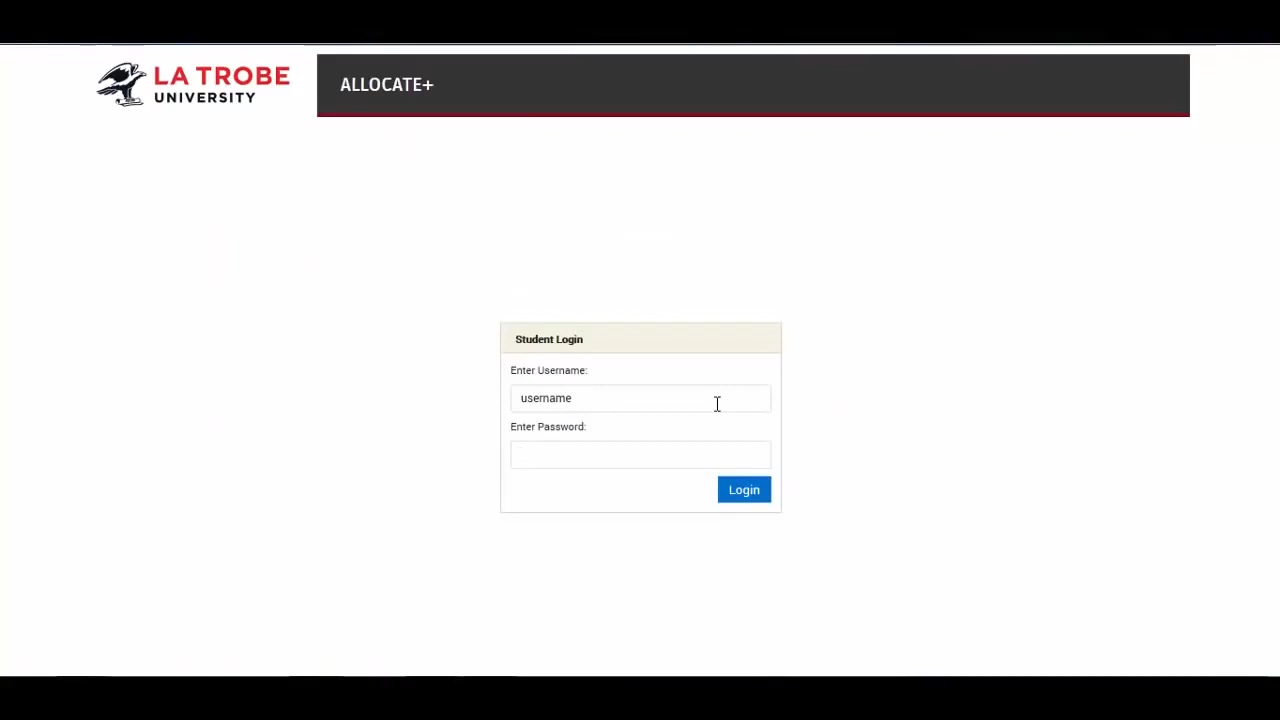 LA TROBE
UNIVERSITY
ALLOCATE+
Student Login
Enter Username:
username
Enter Password:
Login